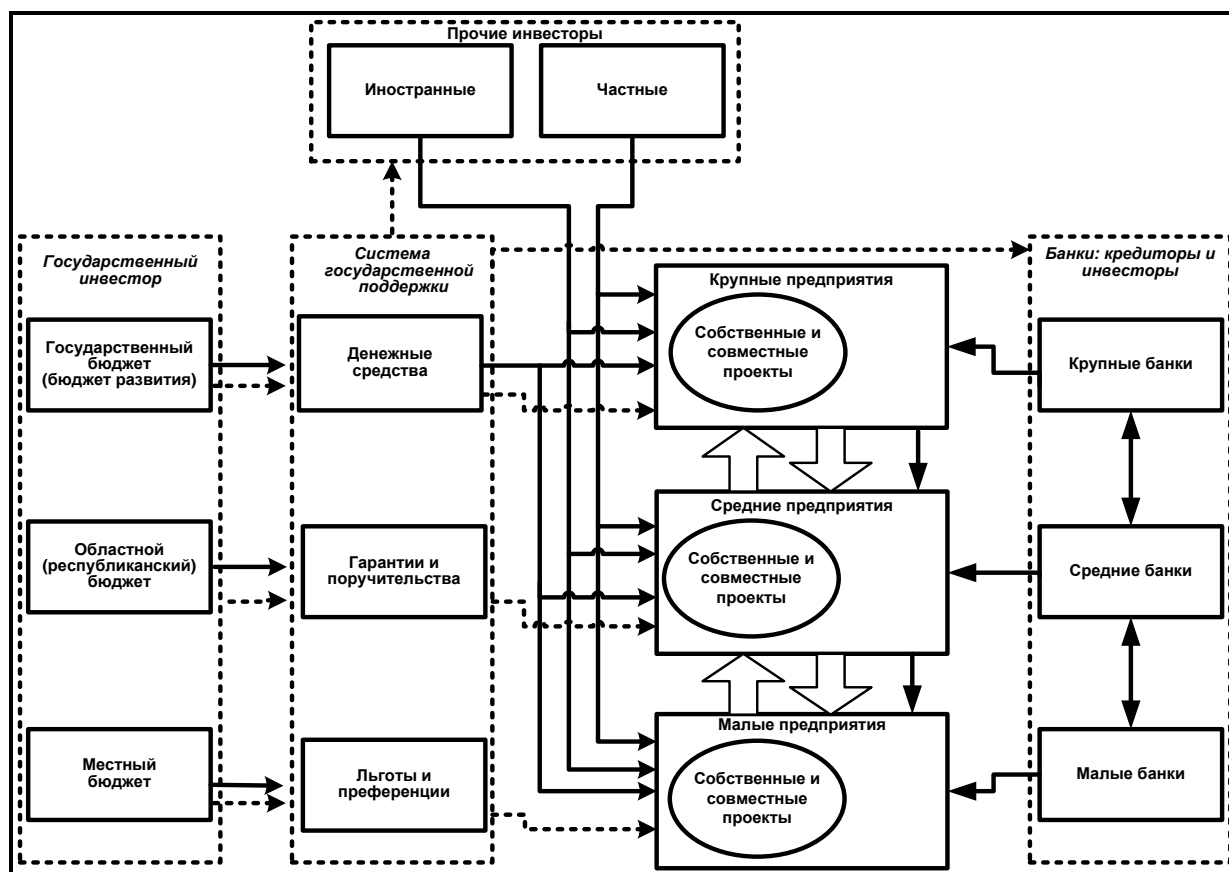 Прочие инвесторы
Иностранные
Частные
Государственный
инвестор
Система
государственной
поддержки
Банки: кредиторы и
инвесторы
Государственный
бюджет
(бюджет развития)
Денежные
средства
Крупные предприятия
Собственные и
совместные
проекты
Крупные банки
Областной
(республиканский)
бюджет
Гарантии и
поручительства
Средние предприятия
Собственные и
совместные
проекты
Средние банки
Местный
бюджет
Льготы и
преференции
Малые предприятия
Собственные и
совместные
проекты
Малые банки